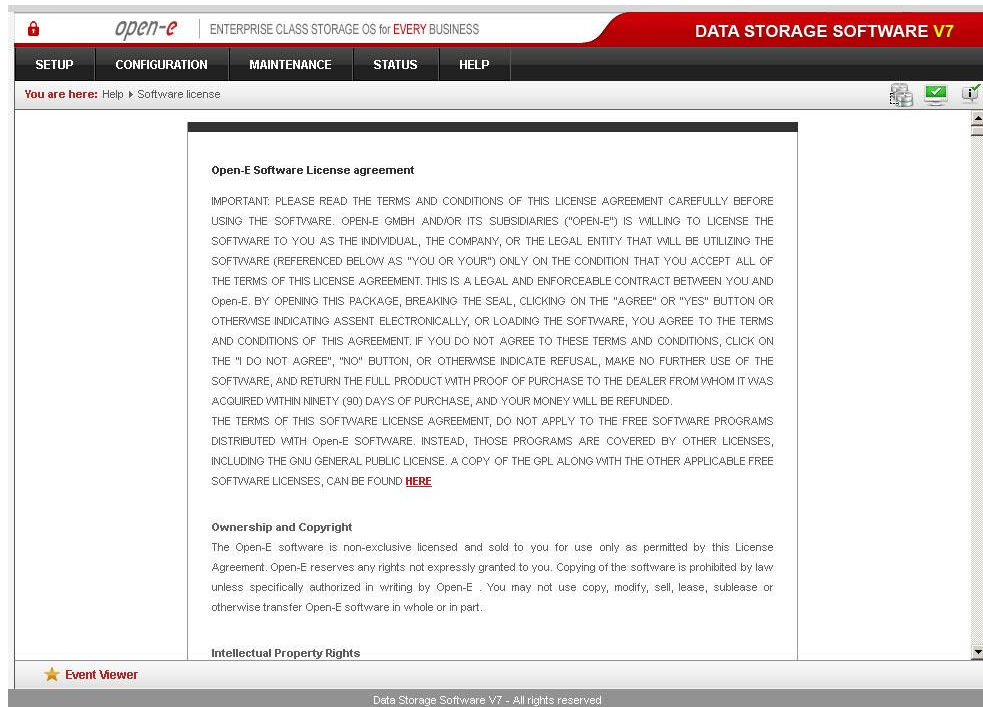 open-e ENTERPRISE CLASS STORAGE OS for EVERY BUSINESS
DATA STORAGE SOFTWARE V7
SETUP CONFIGURATION MAINTENANCE STATUS HELP
You are here: Help Software license
Open-E Software License agreement
IMPORTANT: PLEASE READ THE TERMS AND CONDITIONS OF THIS LICENSE AGREEMENT CAREFULLY BEFORE
USING THE SOFTWARE. OPEN-E GMBH AND/OR ITS SUBSIDIARIES ("OPEN-E") IS WILLING TO LICENSE THE
SOFTWARE TO YOU AS THE INDIVIDUAL, THE COMPANY, OR THE LEGAL ENTITY THAT WILL BE UTILIZING THE
SOFTWARE (REFERENCED BELOW AS "YOU OR YOUR") ONLY ON THE CONDITION THAT YOU ACCEPT ALL OF
THE TERMS OF THIS LICENSE AGREEMENT. THIS IS A LEGAL AND ENFORCEABLE CONTRACT BETWEEN YOU AND
Open-E. BY OPENING THIS PACKAGE, BREAKING THE SEAL, CLICKING ON THE "AGREE" OR "YES" BUTTON OR
OTHERWISE INDICATING ASSENT ELECTRONICALLY, OR LOADING THE SOFTWARE, YOU AGREE TO THE TERMS
AND CONDITIONS OF THIS AGREEMENT. IF YOU DO NOT AGREE TO THESE TERMS AND CONDITIONS, CLICK ON
THE "I DO NOT AGREE", "NO" BUTTON, OR OTHERWISE INDICATE REFUSAL, MAKE NO FURTHER USE OF THE
SOFTWARE, AND RETURN THE FULL PRODUCT WITH PROOF OF PURCHASE TO THE DEALER FROM WHOM IT WAS
ACQUIRED WITHIN NINETY (90) DAYS OF PURCHASE, AND YOUR MONEY WILL BE REFUNDED.
THE TERMS OF THIS SOFTWARE LICENSE AGREEMENT, DO NOT APPLY TO THE FREE SOFTWARE PROGRAMS
DISTRIBUTED WITH Open-E SOFTWARE. INSTEAD, THOSE PROGRAMS ARE COVERED BY OTHER LICENSES,
INCLUDING THE GNU GENERAL PUBLIC LICENSE. A COPY OF THE GPL ALONG WITH THE OTHER APPLICABLE FREE
SOFTWARE LICENSES, CAN BE FOUND HERE
Ownership and Copyright
The Open-E software is non-exclusive licensed and sold to you for use only as permitted by this License
Agreement. Open-E reserves any rights not expressly granted to you. Copying of the software is prohibited by law
unless specifically authorized in writing by Open-E . You may not use copy, modify, sell, lease, sublease or
otherwise transfer Open-E software in whole or in part.
Intellectual Property Rights
Event Viewer
Data Storage Software V7 - All rights reserved